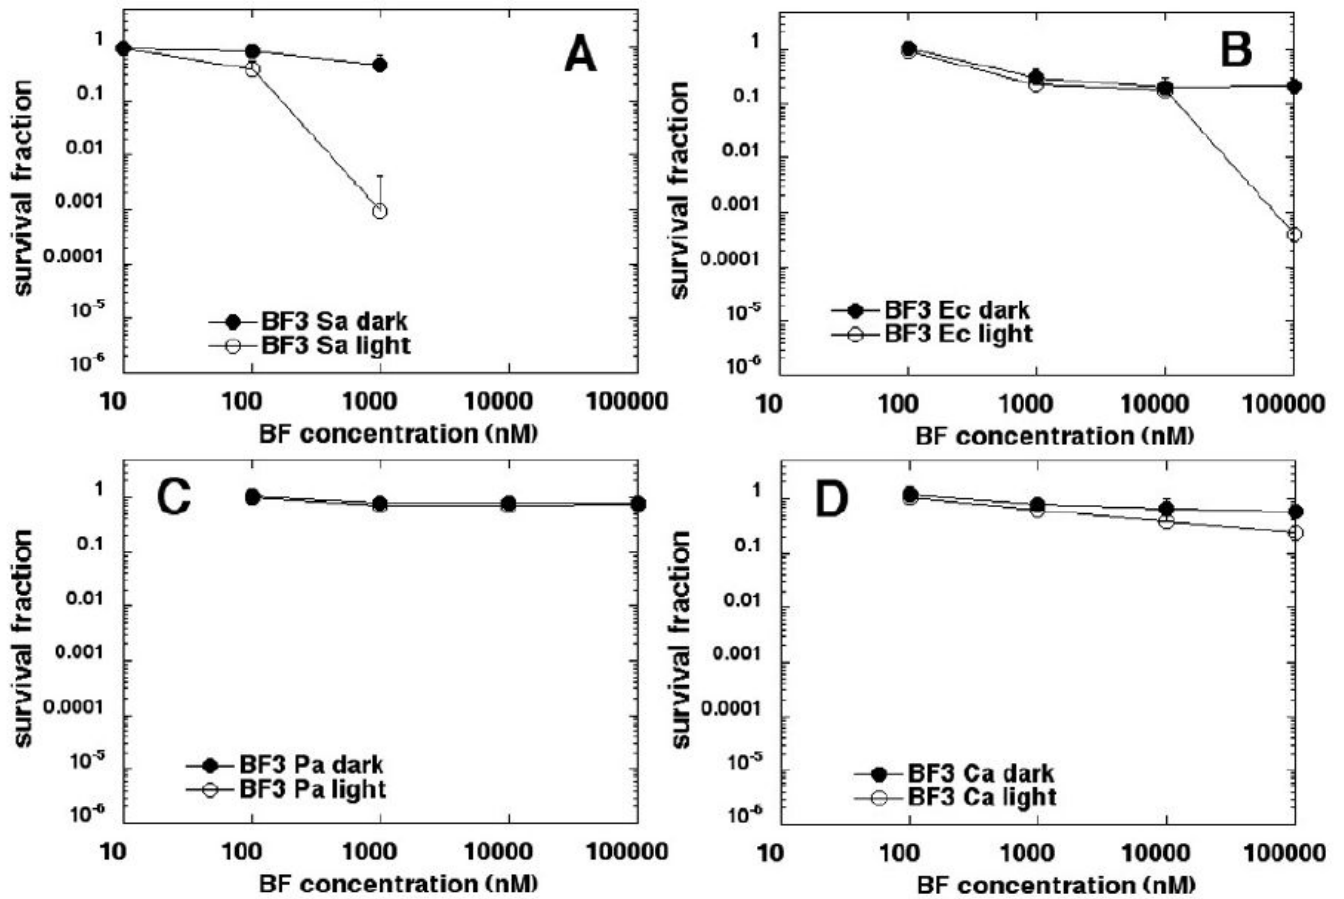 A
survival fraction
1
0.1
0.01
0.001
0.0001
10-5
10-6
BF3 Sa dark
BF3 Sa light
10 100 1000 10000 100000
BF concentration (nM)
B
survival fraction
1
0.1
0.01
0.001
0.0001
10-5
10-6
BF3 Ec dark
BF3 Ec light
10 100 1000 10000 100000
BF concentration (nM)
C
survival fraction
1
0.1
0.01
0.001
0.0001
10-5
10-6
BF3 Pa dark
BF3 Pa light
10 100 1000 10000 100000
BF concentration (nM)
D
survival fraction
1
0.1
0.01
0.001
0.0001
10-5
10-6
BF3 Ca dark
BF3 Ca light
10 100 1000 10000 100000
BF concentration (nM)